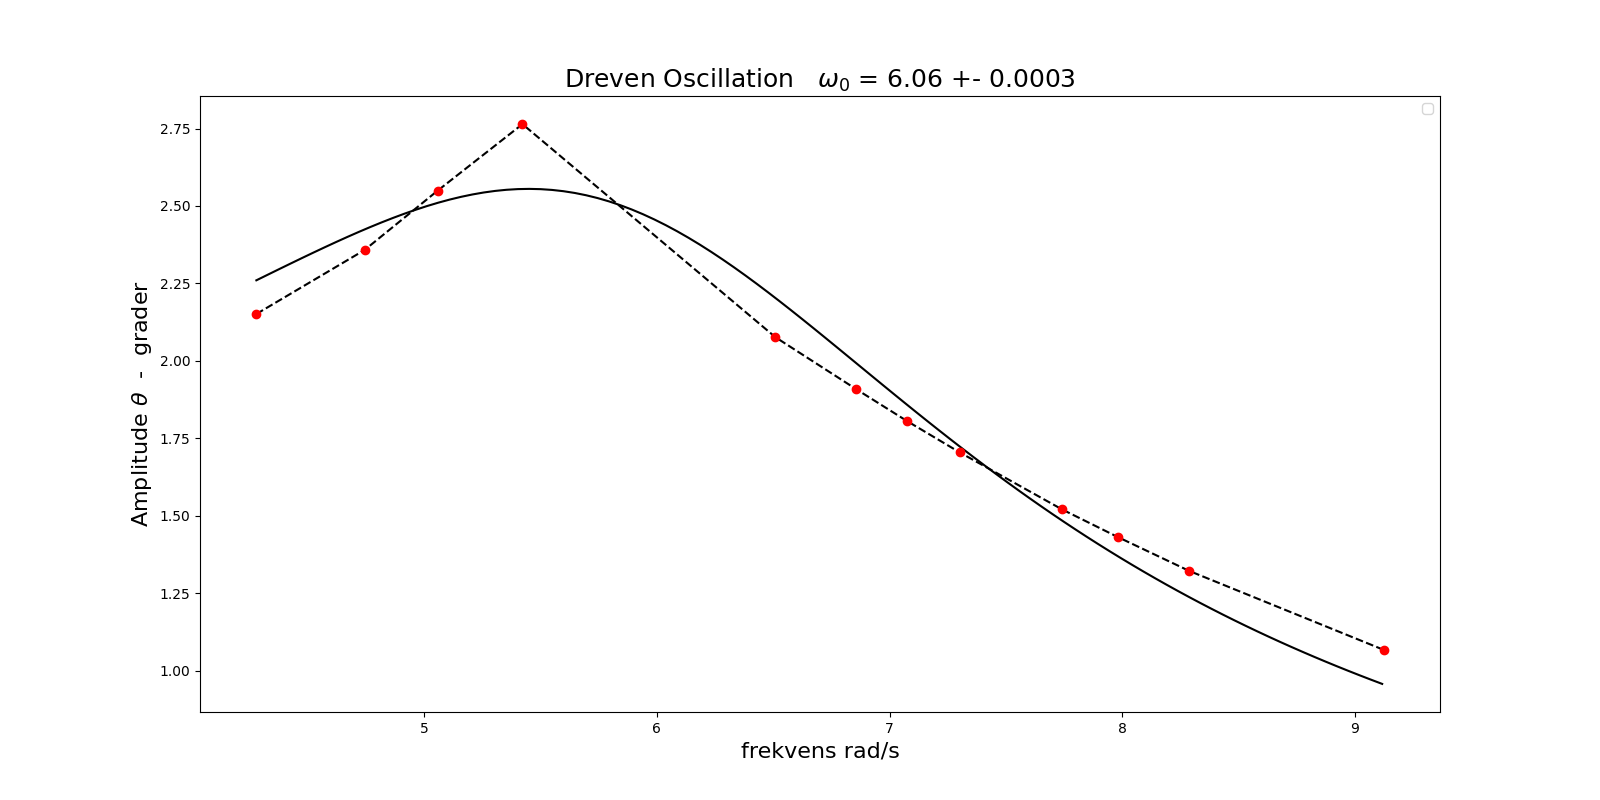 Dreven Oscillation ω₀ = 6.06 +- 0.0003
2.75
2.50
2.25
2.00
1.75
1.50
1.25
1.00
Amplitude θ - grader
5 6 7 8 9
frekvens rad/s